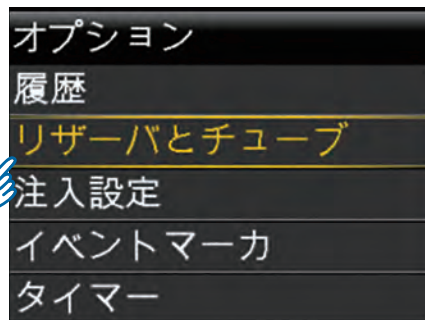 オプション
履歴
リザーバとチューブ
注入設定
イベントマーカ
タイマー